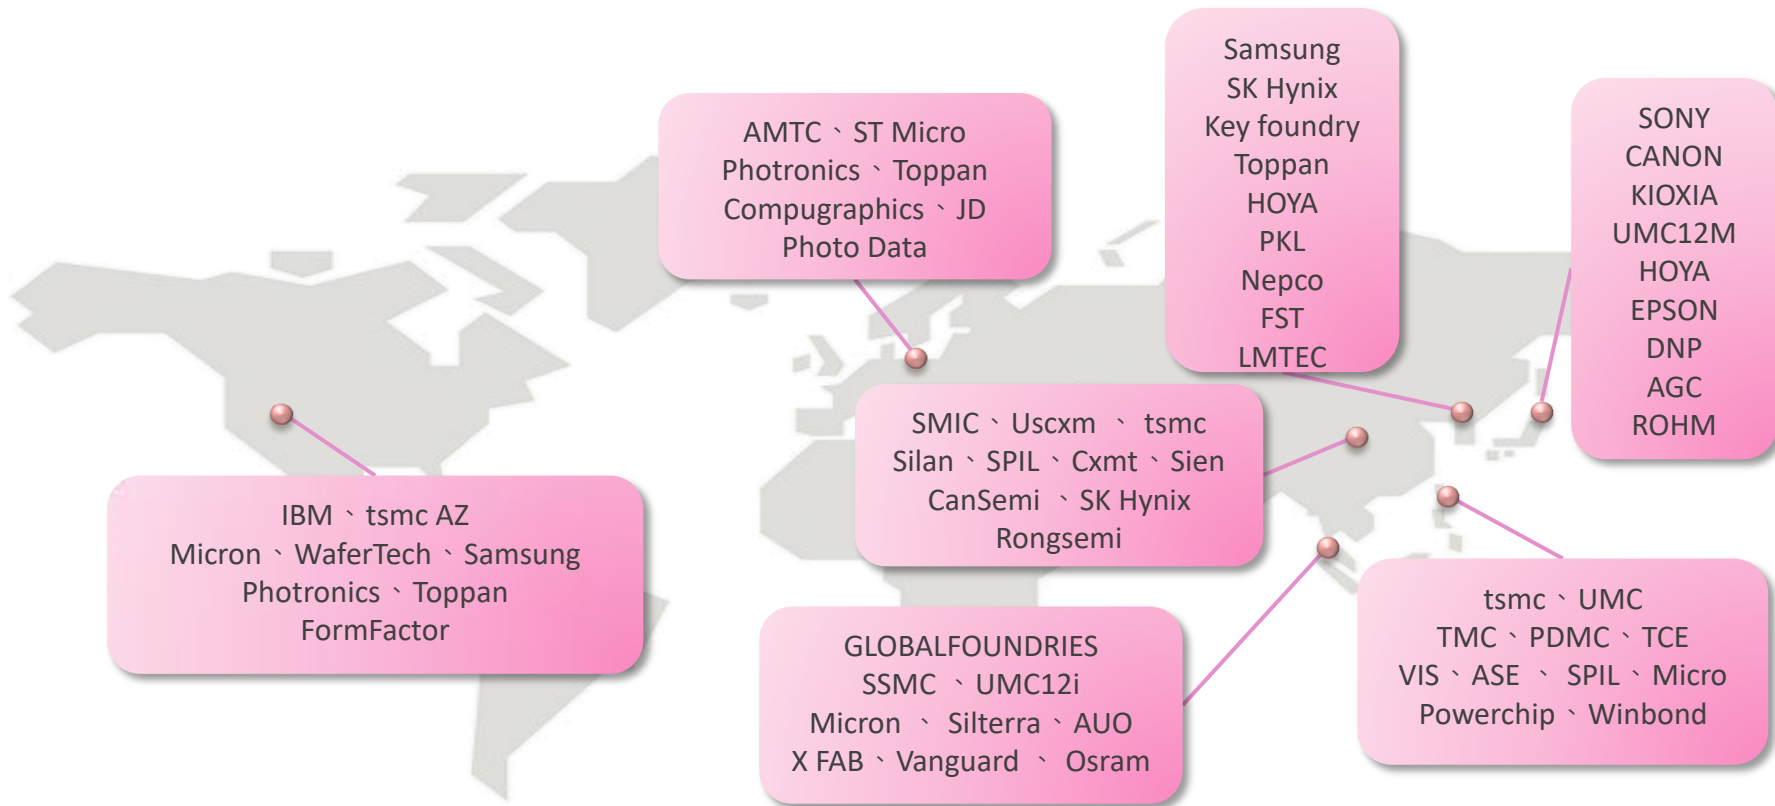 AMTC、ST Micro
Photronics、Toppan
Compugraphics、JD
Photo Data
Samsung
SK Hynix
Key foundry
Toppan
HOYA
PKL
Nepco
FST
LMTEC
SONY
CANON
KIOXIA
UMC12M
HOYA
EPSON
DNP
AGC
ROHM
SMIC、Uscxm、tsmc
Silan、SPIL、Cxmt、Sien
CanSemi、SK Hynix
Rongsemi
IBM、tsmc AZ
Micron、WaferTech、Samsung
Photronics、Toppan
FormFactor
GLOBALFOUNDRIES
SSMC、UMC12i
Micron、Silterra、AUO
X FAB、Vanguard、Osram
tsmc、UMC
TMC、PDMC、TCE
VIS、ASE、SPIL、Micro
Powerchip、Winbond